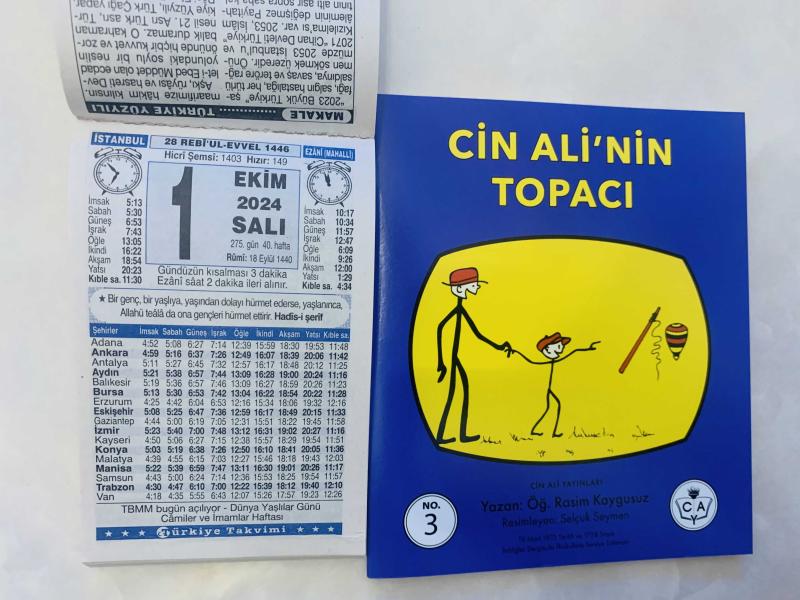 MAKALE ............ TÜRKİYE YÜZYILI
İSTANBUL
28 REBİ'UL-EVVEL 1446
Hicrî Şemsî: 1403 Hızır: 149
EZÂNÎ (MAHALLÎ)
1
EKİM
2024
SALI
275. gün 40. hafta
Rûmî: 18 Eylül 1440
İmsak 5:13
Sabah 5:30
Güneş 6:53
İşrak 7:43
Öğle 13:05
İkindi 16:22
Akşam 18:54
Yatsı 20:23
Kıble sa. 11:30
İmsak 10:17
Sabah 10:34
Güneş 11:57
İşrak 12:47
Öğle 6:09
İkindi 9:26
Akşam 12:00
Yatsı 1:29
Kıble sa. 4:34
Gündüzün kısalması 3 dakika
Ezânî sâat 2 dakika ileri alınır.
★ Bir genç, bir yaşlıya, yaşından dolayı hürmet ederse, yaşlanınca,
Allahü teâlâ da ona gençleri hürmet ettirir. Hadîs-i şerîf
Şehirler İmsak Sabah Güneş İşrak Öğle İkindi Akşam Yatsı Kıble sa.
Adana 4:52 5:08 6:27 7:14 12:39 15:59 18:30 19:53 11:48
Ankara 4:59 5:16 6:37 7:26 12:49 16:07 18:39 20:06 11:42
Antalya 5:11 5:27 6:45 7:32 12:57 16:17 18:48 20:12 11:25
Aydın 5:21 5:38 6:57 7:44 13:09 16:28 19:00 20:24 11:16
Balıkesir 5:19 5:36 6:57 7:46 13:09 16:27 18:59 20:26 11:23
Bursa 5:13 5:30 6:53 7:42 13:04 16:22 18:54 20:22 11:28
Erzurum 4:25 4:42 6:04 6:53 12:16 15:34 18:06 19:32 12:16
Eskişehir 5:08 5:25 6:47 7:36 12:59 16:17 18:49 20:15 11:33
Gaziantep 4:44 5:00 6:19 7:05 12:31 15:51 18:22 19:45 11:58
İzmir 5:23 5:40 7:00 7:48 13:12 16:31 19:02 20:27 11:16
Kayseri 4:50 5:06 6:27 7:15 12:38 15:57 18:29 19:54 11:51
Konya 5:03 5:19 6:38 7:26 12:50 16:10 18:41 20:05 11:36
Malatya 4:39 4:55 6:15 7:03 12:27 15:46 18:18 19:43 12:03
Manisa 5:22 5:39 6:59 7:47 13:11 16:30 19:01 20:26 11:17
Samsun 4:43 5:00 6:24 7:14 12:36 15:53 18:25 19:54 11:57
Trabzon 4:30 4:47 6:10 7:00 12:22 15:39 18:12 19:40 12:10
Van 4:18 4:35 5:55 6:43 12:07 15:26 17:57 19:23 12:26
TBMM bugün açılıyor - Dünya Yaşlılar Günü
Câmiler ve İmamlar Haftası
Türkiye Takvimi
CİN ALİ'NİN
TOPACI
CİN ALİ YAYINLARI
Yazan: Öğ. Rasim Kaygusuz
Resimleyen: Selçuk Seymen
NO.
3
C A
Y